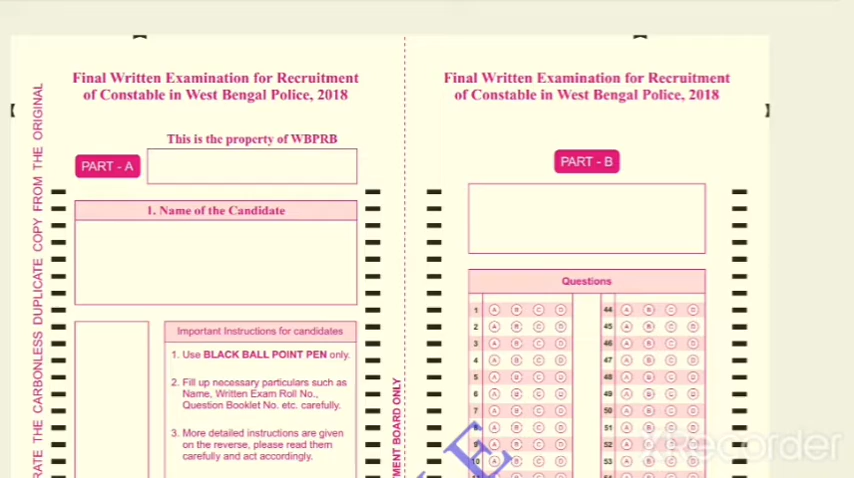 Final Written Examination for Recruitment
of Constable in West Bengal Police, 2018
This is the property of WBPRB
PART - A
1. Name of the Candidate
Important Instructions for candidates
1. Use BLACK BALL POINT PEN only.
2. Fill up necessary particulars such as
Name, Written Exam Roll No.,
Question Booklet No. etc. carefully.
3. More detailed instructions are given
on the reverse, please read them
carefully and act accordingly.
RATE THE CARBONLESS DUPLICATE COPY FROM THE ORIGINAL
TMENT BOARD ONLY
Final Written Examination for Recruitment
of Constable in West Bengal Police, 2018
PART - B
Questions
1 A B C D 44 A B C D
2 A B C D 45 A B C D
3 A B C D 46 A B C D
4 A B C D 47 A B C D
5 A B C D 48 A B C D
6 A B C D 49 A B C D
7 A B C D 50 A B C D
8 A B C D 51 A B C D
9 A B C D 52 A B C D
10 A B C D 53 A B C D
E
XRecorder